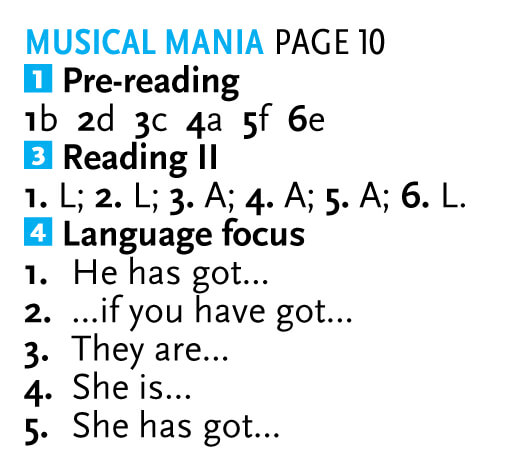 MUSICAL MANIA PAGE 10
1 Pre-reading
1b 2d 3c 4a 5f 6e
3 Reading II
1. L; 2. L; 3. A; 4. A; 5. A; 6. L.
4 Language focus
1. He has got...
2. ...if you have got...
3. They are...
4. She is...
5. She has got...